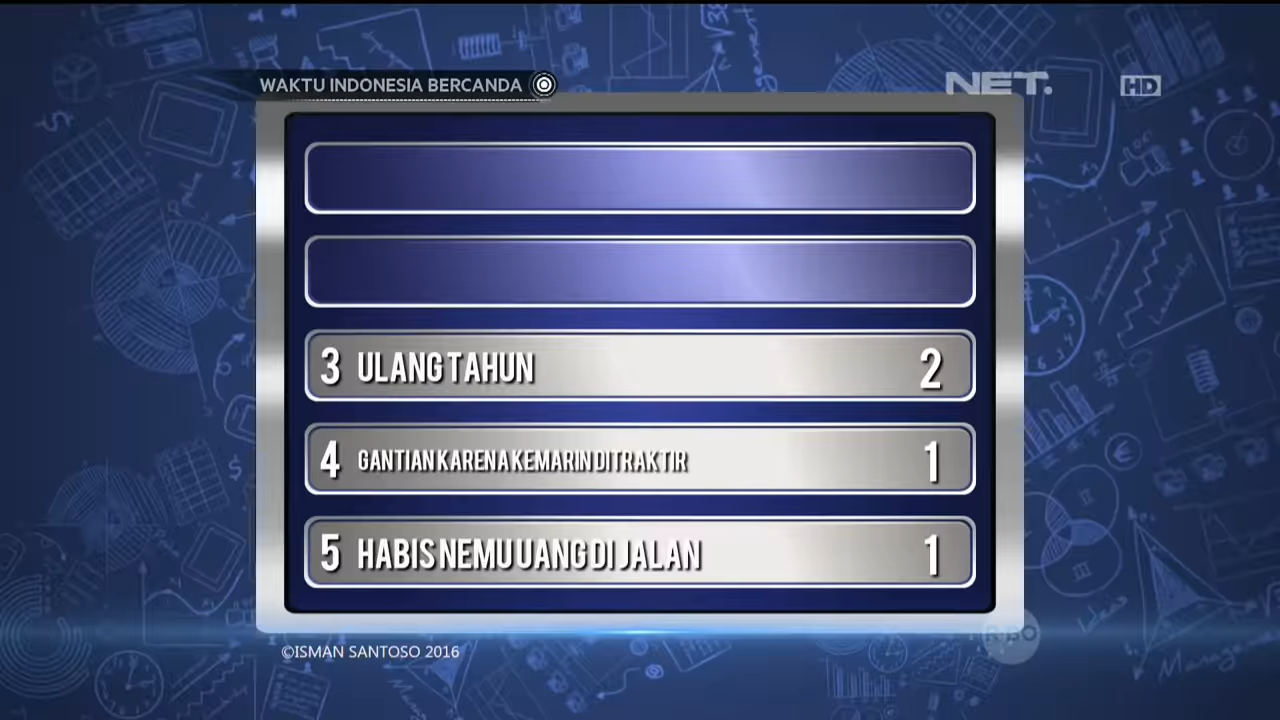 WAKTU INDONESIA BERCANDA
NET.
HD
3 ULANG TAHUN 2
4 GANTIAN KARENA KEMARIN DITRAKTIR 1
5 HABIS NEMU UANG DI JALAN 1
©ISMAN SANTOSO 2016